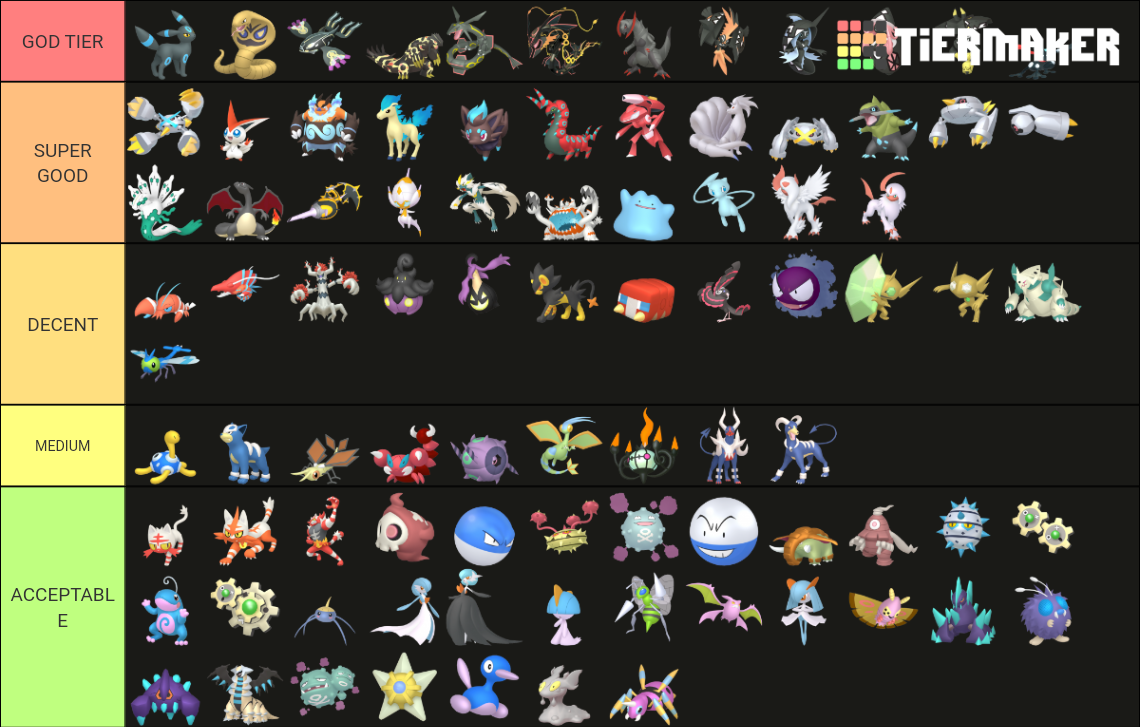 GOD TIER
TiERMAKER
SUPER
GOOD
DECENT
MEDIUM
ACCEPTABL
E